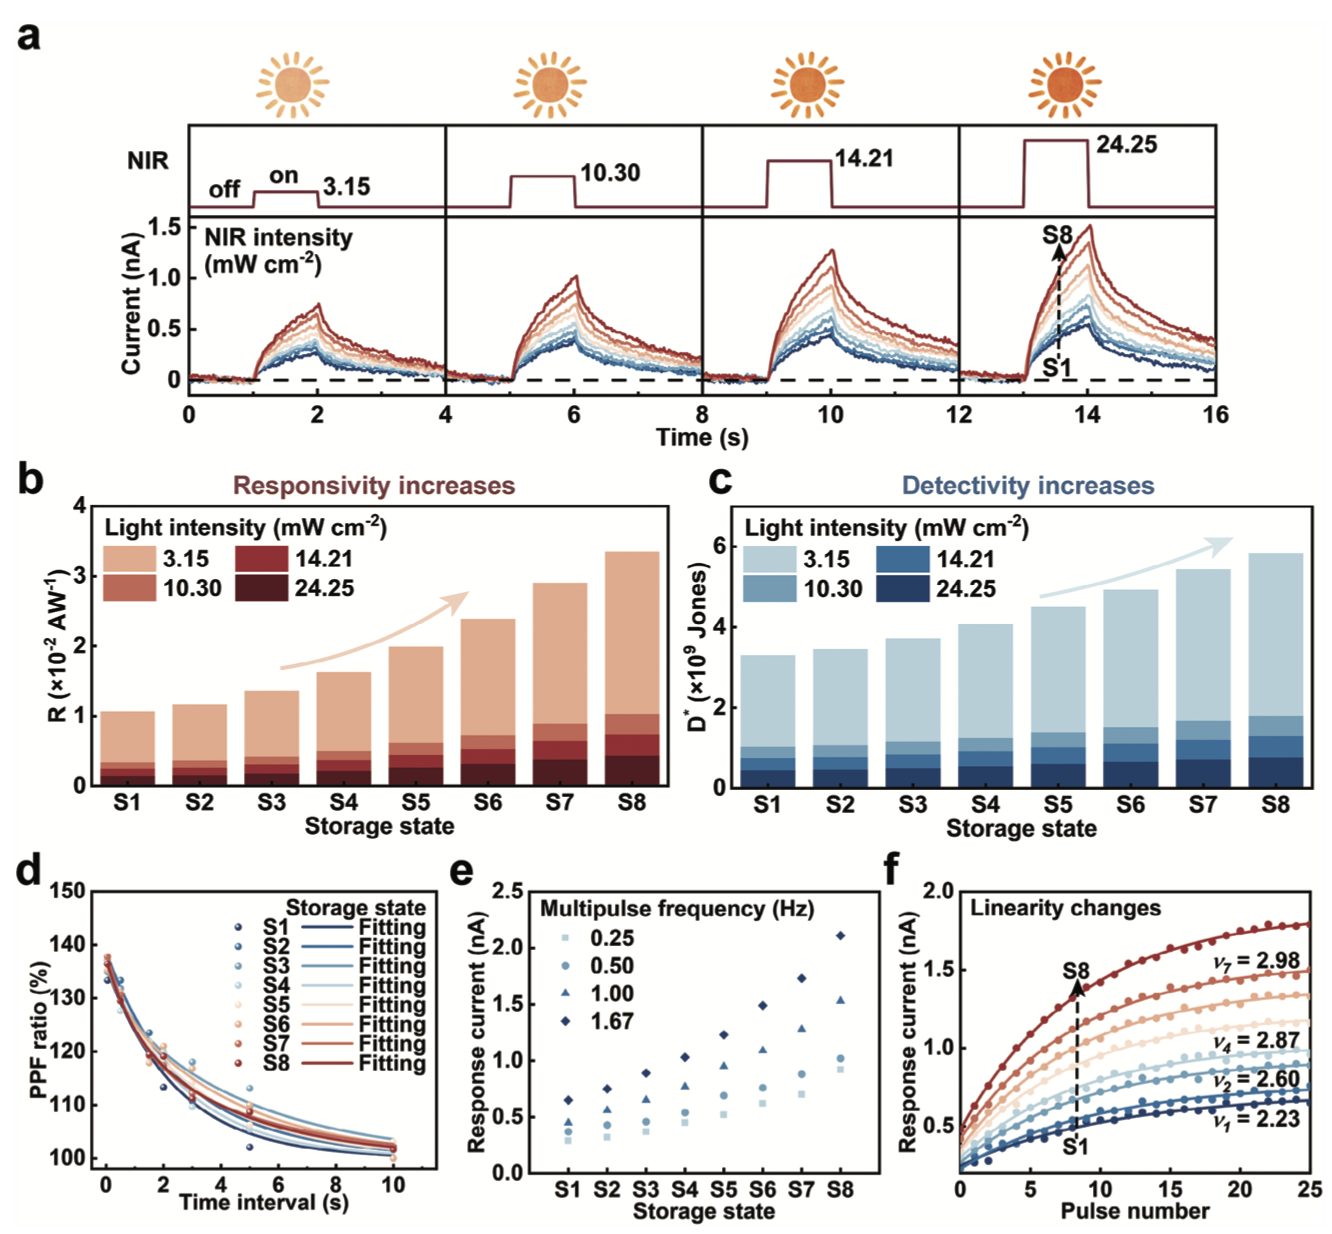 a
NIR
off
on
3.15
10.30
14.21
24.25
NIR intensity
(mW cm-2)
Current (nA)
1.5
1.0
0.5
0
S8
S1
0 2 4 6 8 10 12 14 16
Time (s)
b
Responsivity increases
Light intensity (mW cm-2)
3.15 14.21
10.30 24.25
R (×10-2 AW-1)
4
3
2
1
0
S1 S2 S3 S4 S5 S6 S7 S8
Storage state
c
Detectivity increases
Light intensity (mW cm-2)
3.15 14.21
10.30 24.25
D* (×109 Jones)
6
4
2
0
S1 S2 S3 S4 S5 S6 S7 S8
Storage state
d
PPF ratio (%)
150
140
130
120
110
100
Storage state
S1 Fitting
S2 Fitting
S3 Fitting
S4 Fitting
S5 Fitting
S6 Fitting
S7 Fitting
S8 Fitting
0 2 4 6 8 10
Time interval (s)
e
Response current (nA)
2.5
2.0
1.5
1.0
0.5
0.0
Multipulse frequency (Hz)
0.25
0.50
1.00
1.67
S1 S2 S3 S4 S5 S6 S7 S8
Storage state
f
Response current (nA)
2.0
1.5
1.0
0.5
Linearity changes
S8
ν7 = 2.98
ν4 = 2.87
ν2 = 2.60
ν1 = 2.23
S1
0 5 10 15 20 25
Pulse number